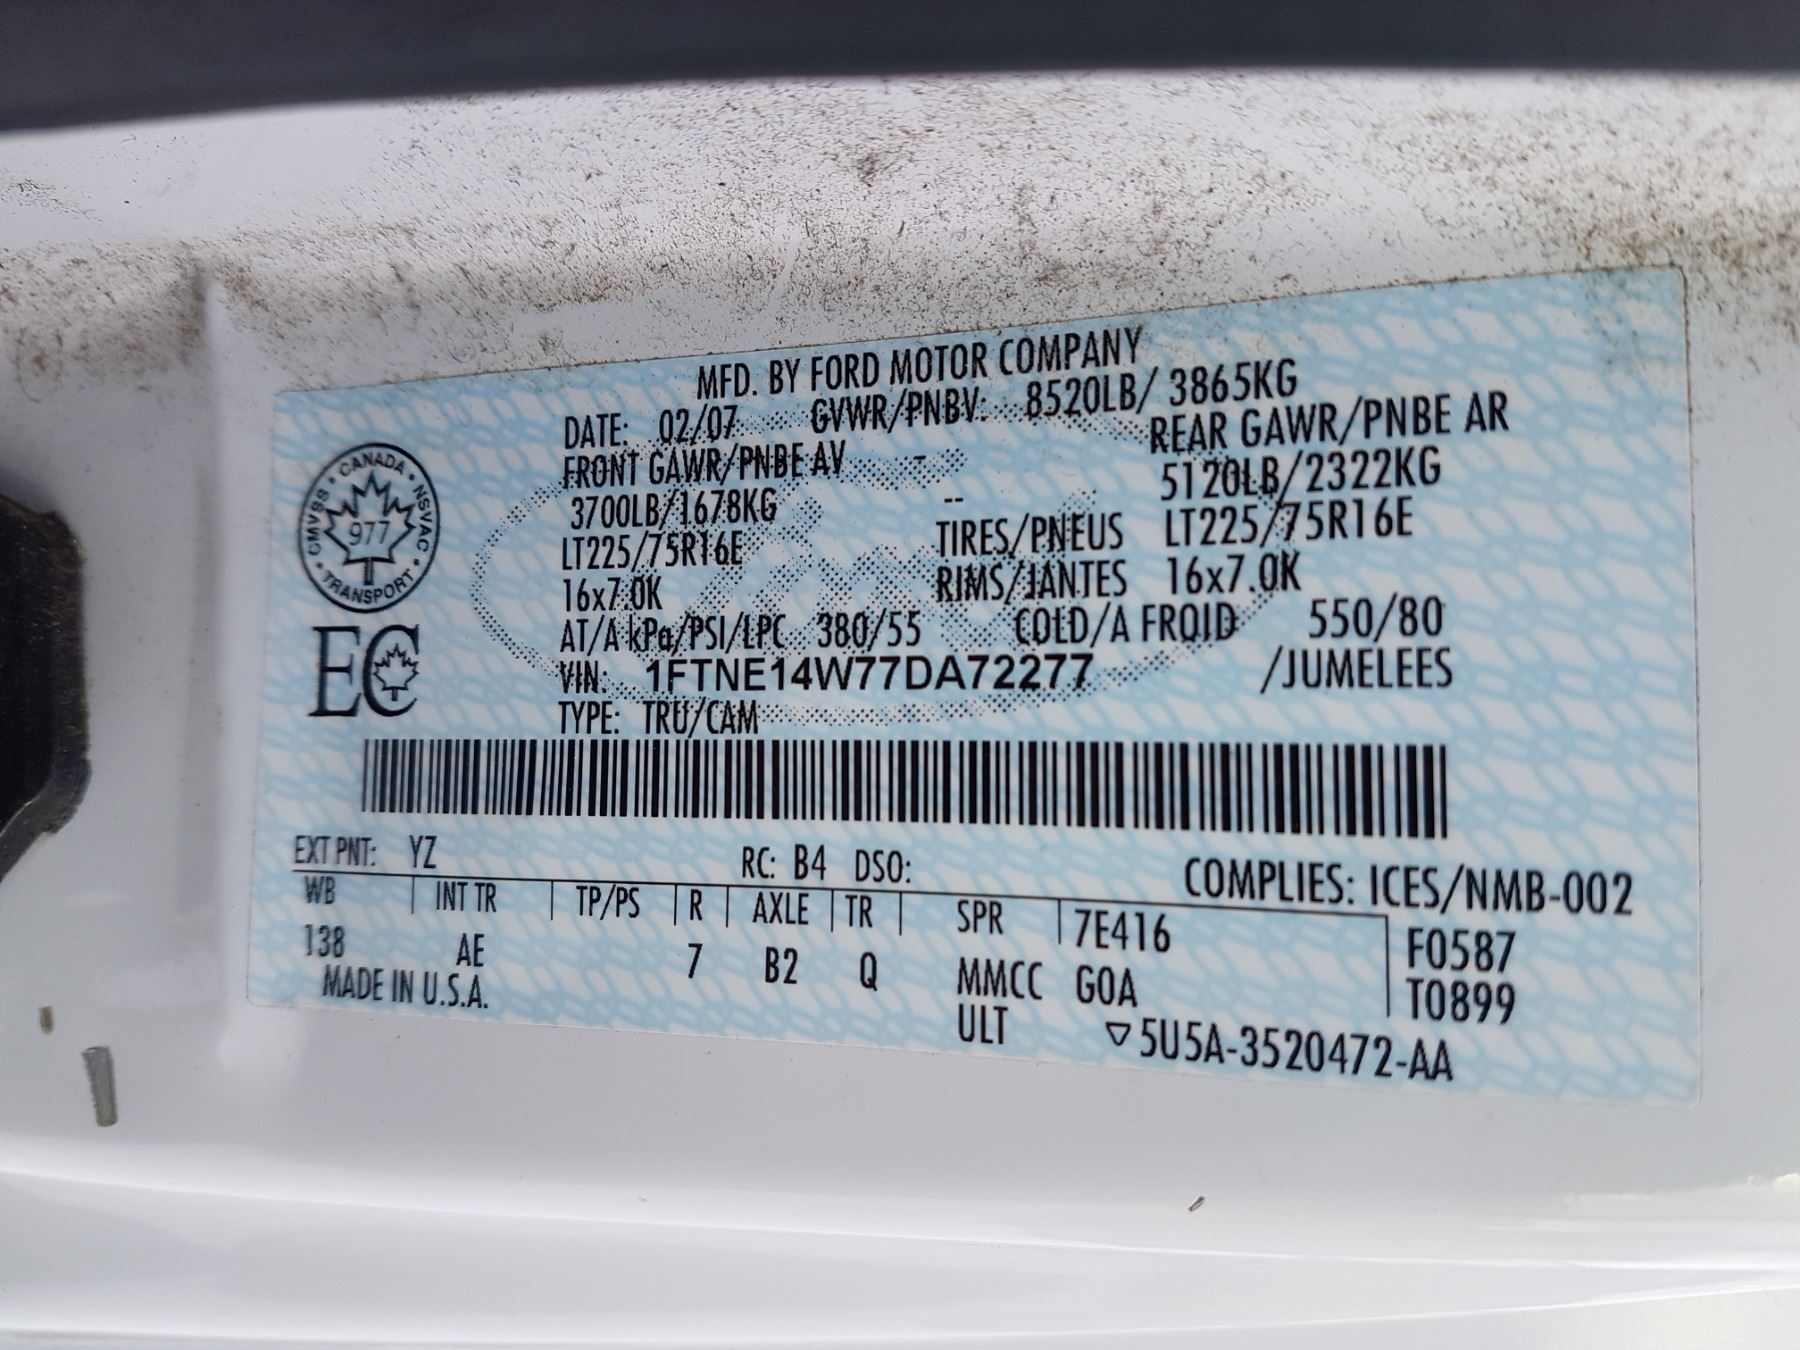 MFD. BY FORD MOTOR COMPANY
DATE: 02/07 GVWR/PNBV: 8520LB/ 3865KG
FRONT GAWR/PNBE AV - REAR GAWR/PNBE AR
3700LB/1678KG -- 5120LB/2322KG
LT225/75R16E TIRES/PNEUS LT225/75R16E
16x7.0K RIMS/JANTES 16x7.0K
AT/A kPa/PSI/LPC 380/55 COLD/A FROID 550/80
VIN: 1FTNE14W77DA72277 /JUMELEES
TYPE: TRU/CAM
CANADA • NSVAC • TRANSPORT • CMVSS •
977
EC
EXT PNT: YZ RC: B4 DSO: COMPLIES: ICES/NMB-002
WB | INT TR | TP/PS | R | AXLE | TR | SPR | 7E416 F0587
138 AE 7 B2 Q MMCC GOA T0899
MADE IN U.S.A. ULT ▽5U5A-3520472-AA